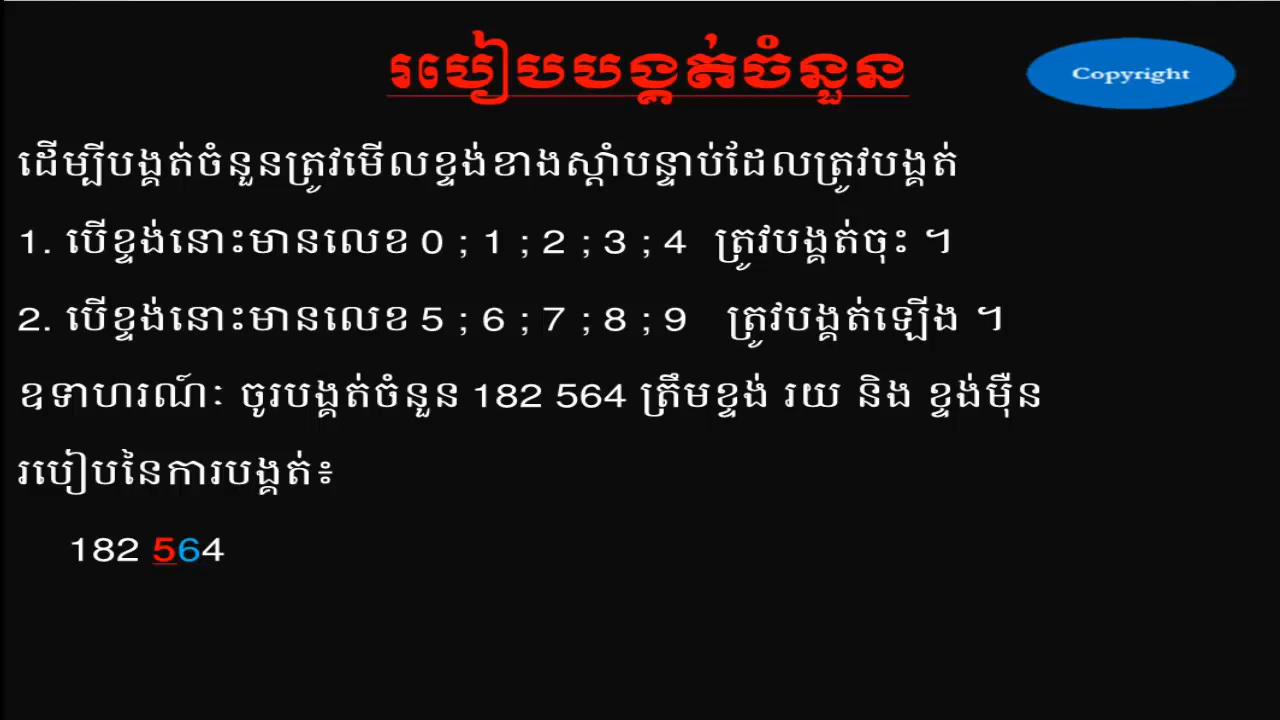 របៀបបង្គត់ចំនួន
Copyright
ដើម្បីបង្គត់ចំនួនត្រូវមើលខ្ទង់ខាងស្តាំបន្ទាប់ដែលត្រូវបង្គត់
1. បើខ្ទង់នោះមានលេខ 0 ; 1 ; 2 ; 3 ; 4 ត្រូវបង្គត់ចុះ ។
2. បើខ្ទង់នោះមានលេខ 5 ; 6 ; 7 ; 8 ; 9 ត្រូវបង្គត់ឡើង ។
ឧទាហរណ៍ៈ ចូរបង្គត់ចំនួន 182 564 ត្រឹមខ្ទង់ រយ និង ខ្ទង់ម៉ឺន
របៀបនៃការបង្គត់៖
182 564